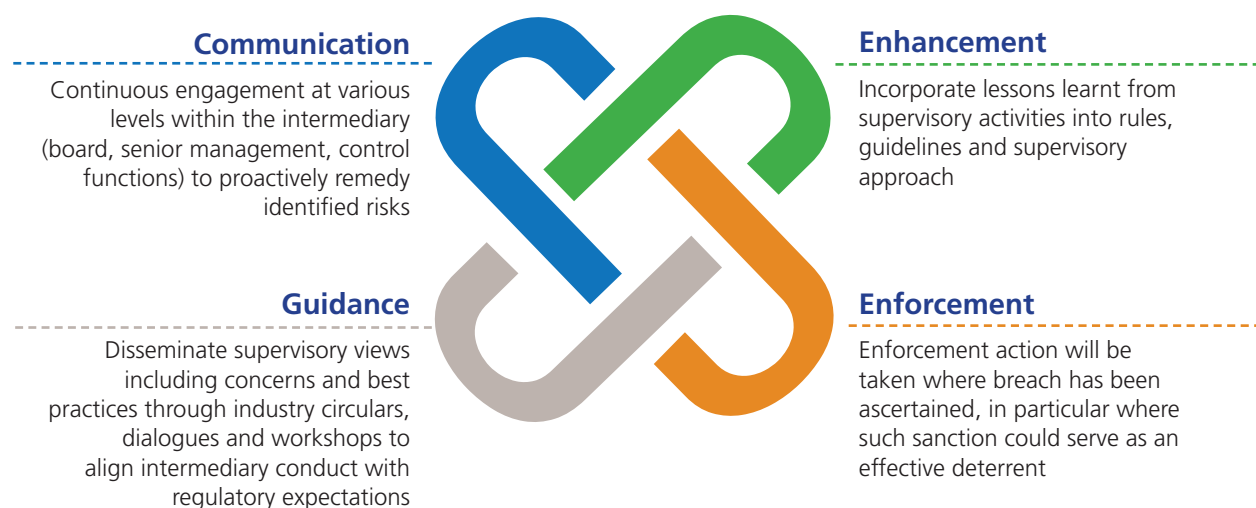 Communication
Continuous engagement at various
levels within the intermediary
(board, senior management, control
functions) to proactively remedy
identified risks
Enhancement
Incorporate lessons learnt from
supervisory activities into rules,
guidelines and supervisory
approach
Guidance
Disseminate supervisory views
including concerns and best
practices through industry circulars,
dialogues and workshops to
align intermediary conduct with
regulatory expectations
Enforcement
Enforcement action will be
taken where breach has been
ascertained, in particular where
such sanction could serve as an
effective deterrent